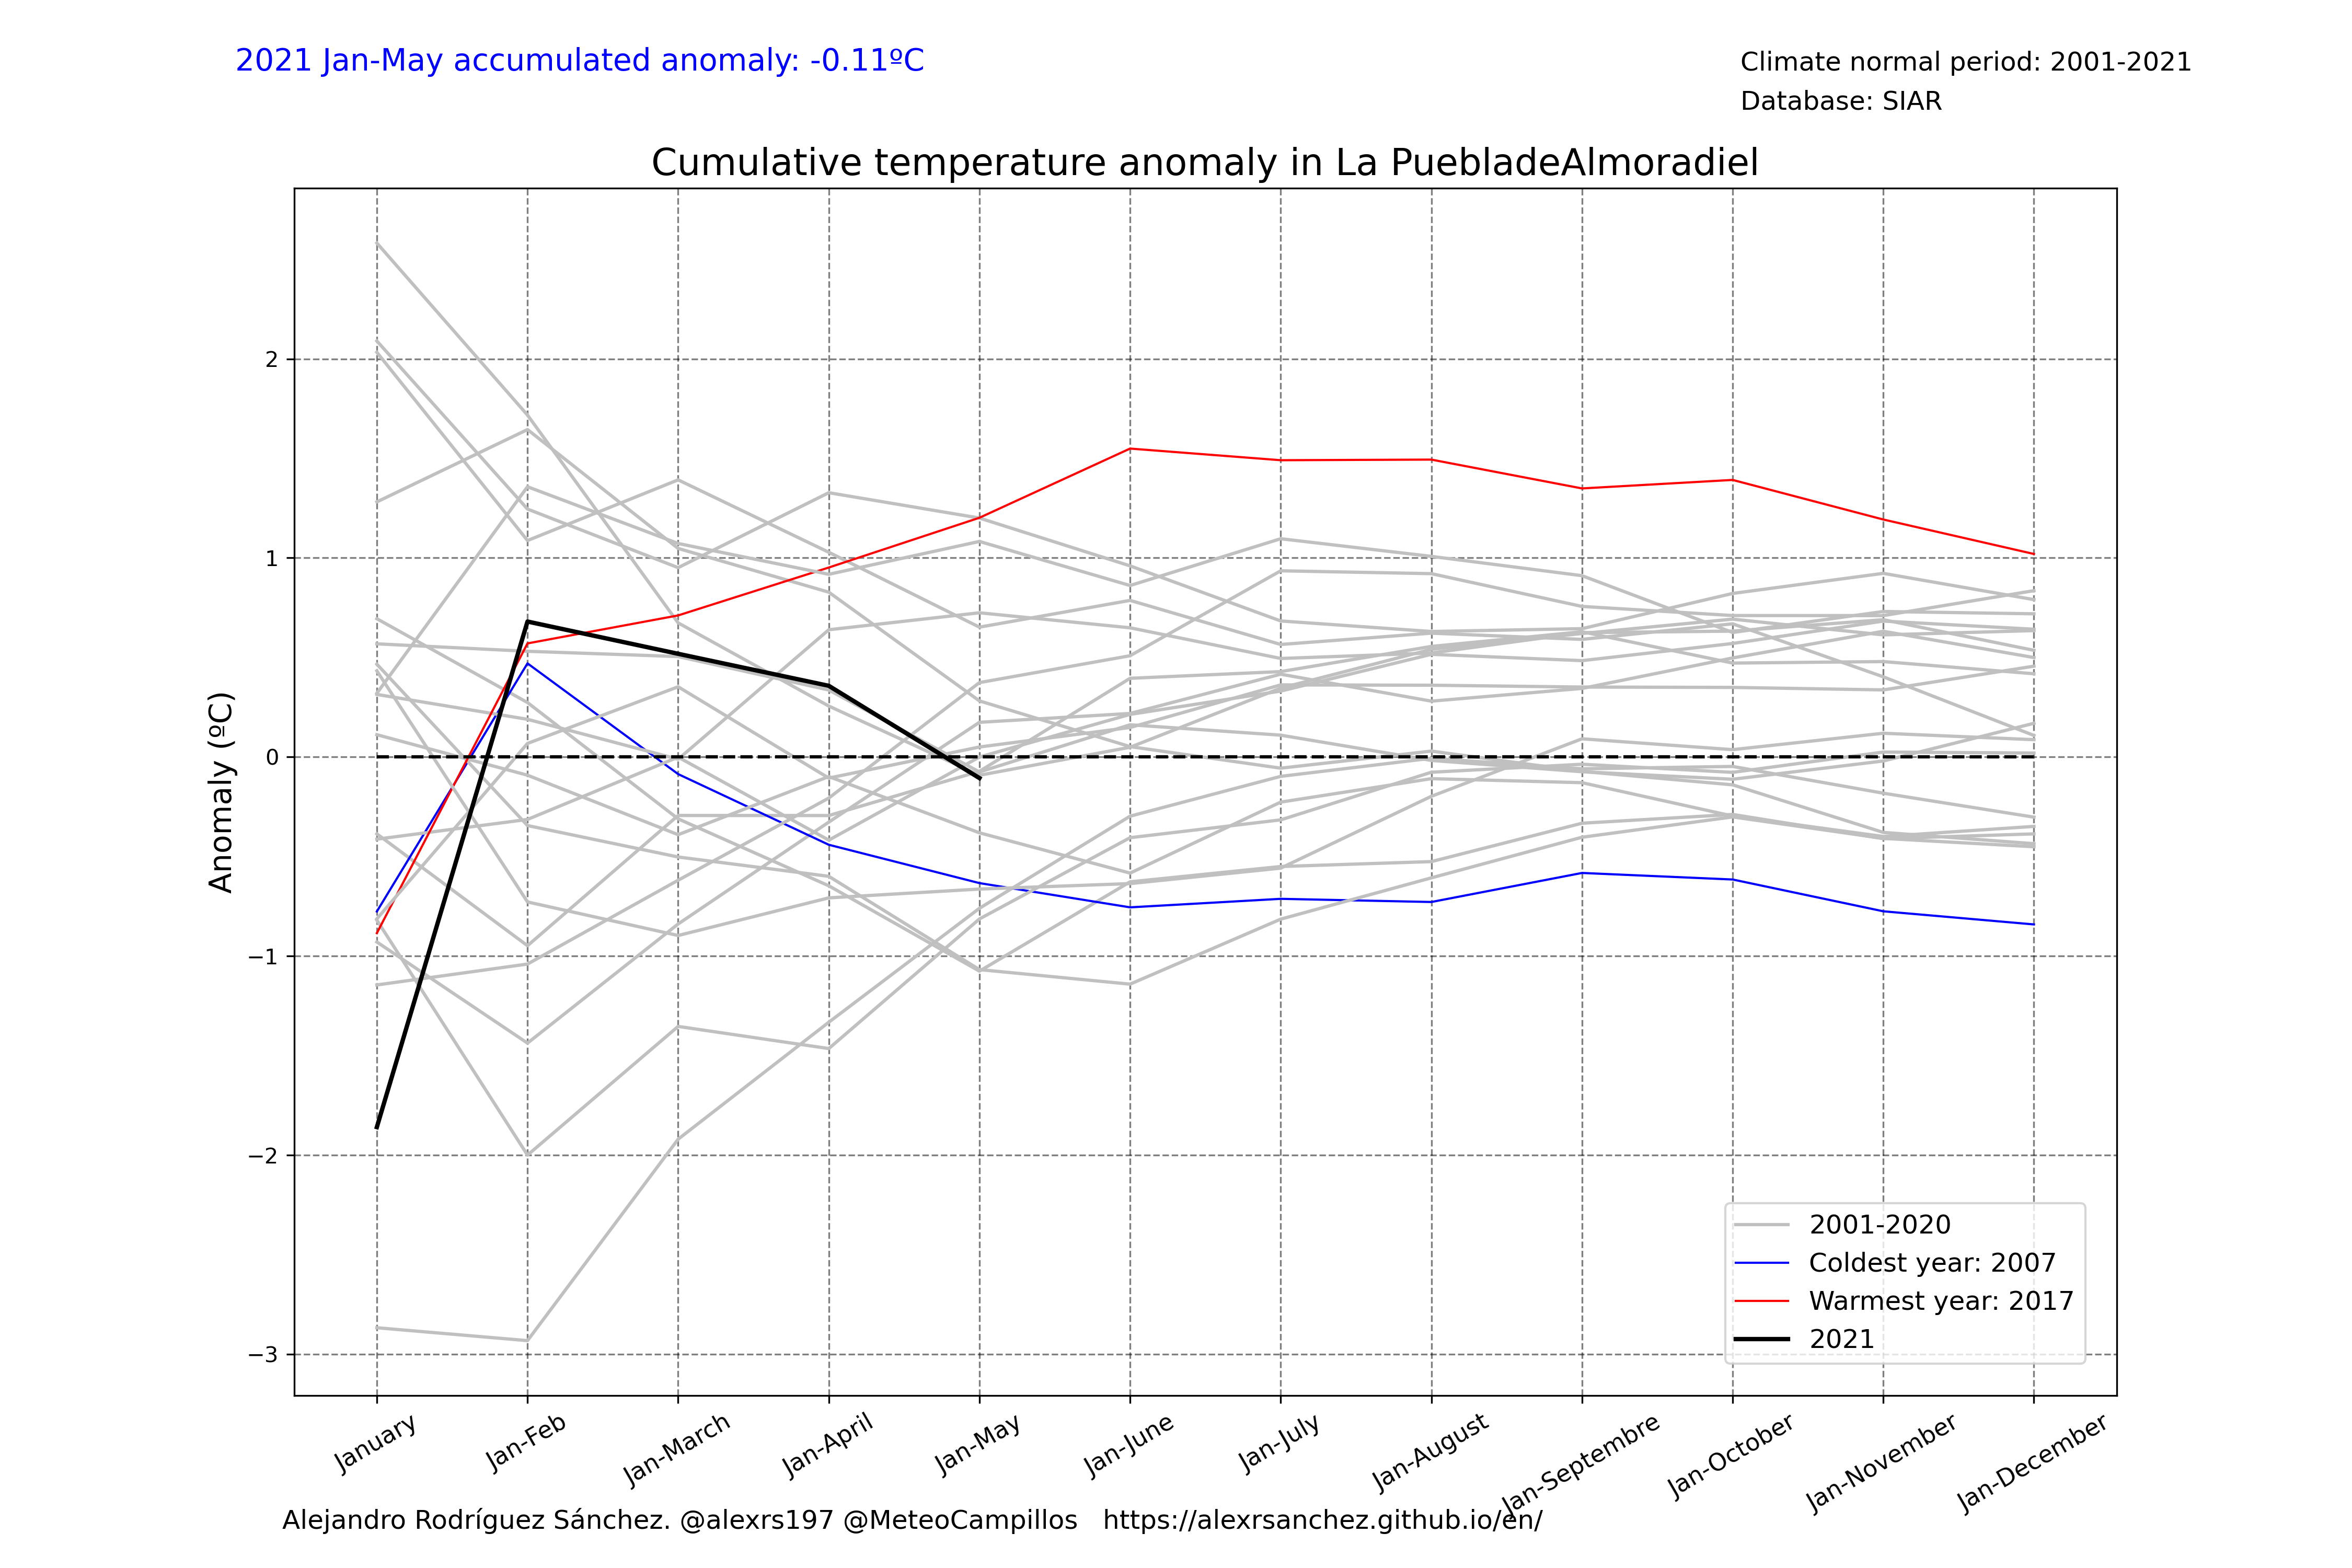 2021 Jan-May accumulated anomaly: -0.11ºC
Climate normal period: 2001-2021
Database: SIAR
Cumulative temperature anomaly in La PuebladeAlmoradiel
Anomaly (ºC)
2
1
0
−1
−2
−3
2001-2020
Coldest year: 2007
Warmest year: 2017
2021
January
Jan-Feb
Jan-March
Jan-April
Jan-May
Jan-June
Jan-July
Jan-August
Jan-Septembre
Jan-October
Jan-November
Jan-December
Alejandro Rodríguez Sánchez. @alexrs197 @MeteoCampillos   https://alexrsanchez.github.io/en/